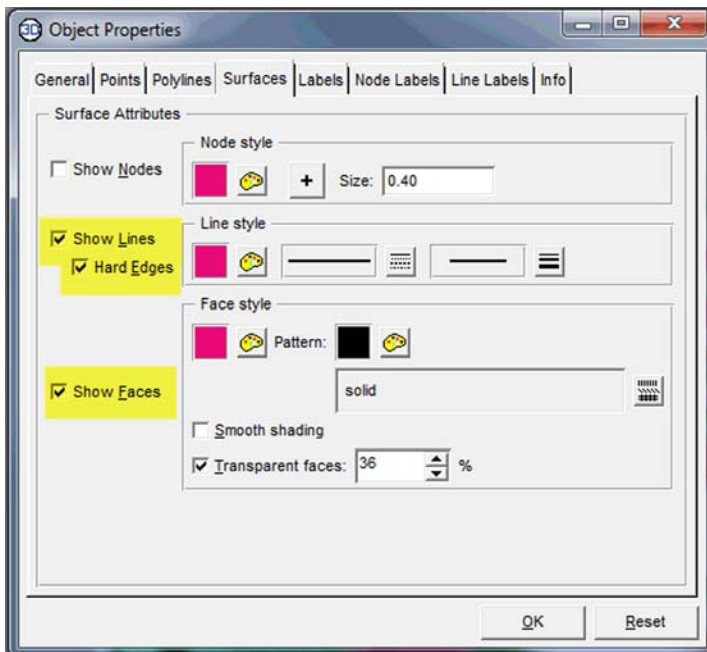 3D Object Properties
General Points Polylines Surfaces Labels Node Labels Line Labels Info
Surface Attributes
Node style
Show Nodes
+ Size: 0.40
Line style
Show Lines
Hard Edges
Face style
Pattern:
Show Faces
solid
Smooth shading
Transparent faces: 36 %
OK Reset